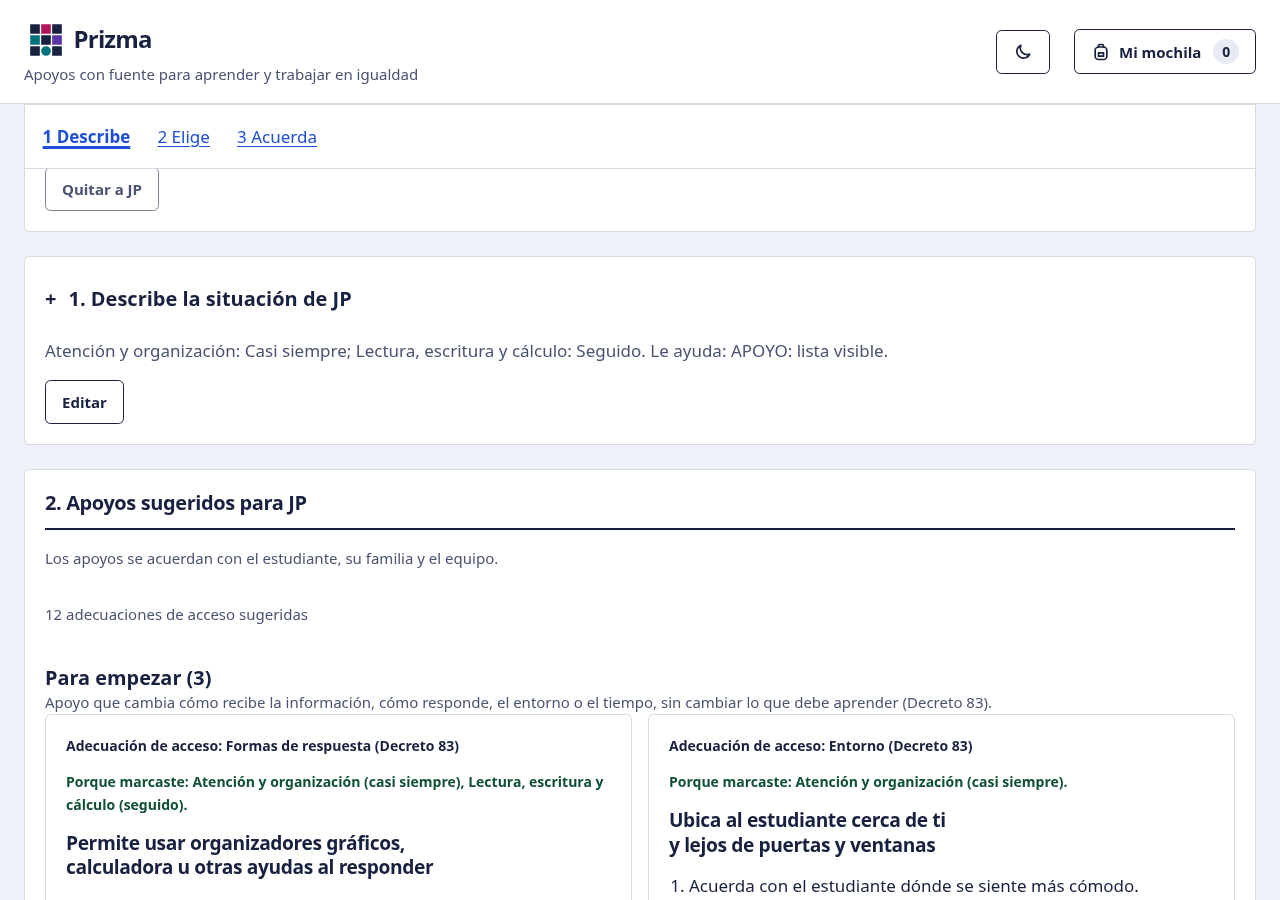 Prizma
Apoyos con fuente para aprender y trabajar en igualdad
Mi mochila 0
1 Describe 2 Elige 3 Acuerda
Quitar a JP
+ 1. Describe la situación de JP
Atención y organización: Casi siempre; Lectura, escritura y cálculo: Seguido. Le ayuda: APOYO: lista visible.
Editar
2. Apoyos sugeridos para JP
Los apoyos se acuerdan con el estudiante, su familia y el equipo.
12 adecuaciones de acceso sugeridas
Para empezar (3)
Apoyo que cambia cómo recibe la información, cómo responde, el entorno o el tiempo, sin cambiar lo que debe aprender (Decreto 83).
Adecuación de acceso: Formas de respuesta (Decreto 83)
Porque marcaste: Atención y organización (casi siempre), Lectura, escritura y
cálculo (seguido).
Permite usar organizadores gráficos,
calculadora u otras ayudas al responder
Adecuación de acceso: Entorno (Decreto 83)
Porque marcaste: Atención y organización (casi siempre).
Ubica al estudiante cerca de ti
y lejos de puertas y ventanas
1. Acuerda con el estudiante dónde se siente más cómodo.